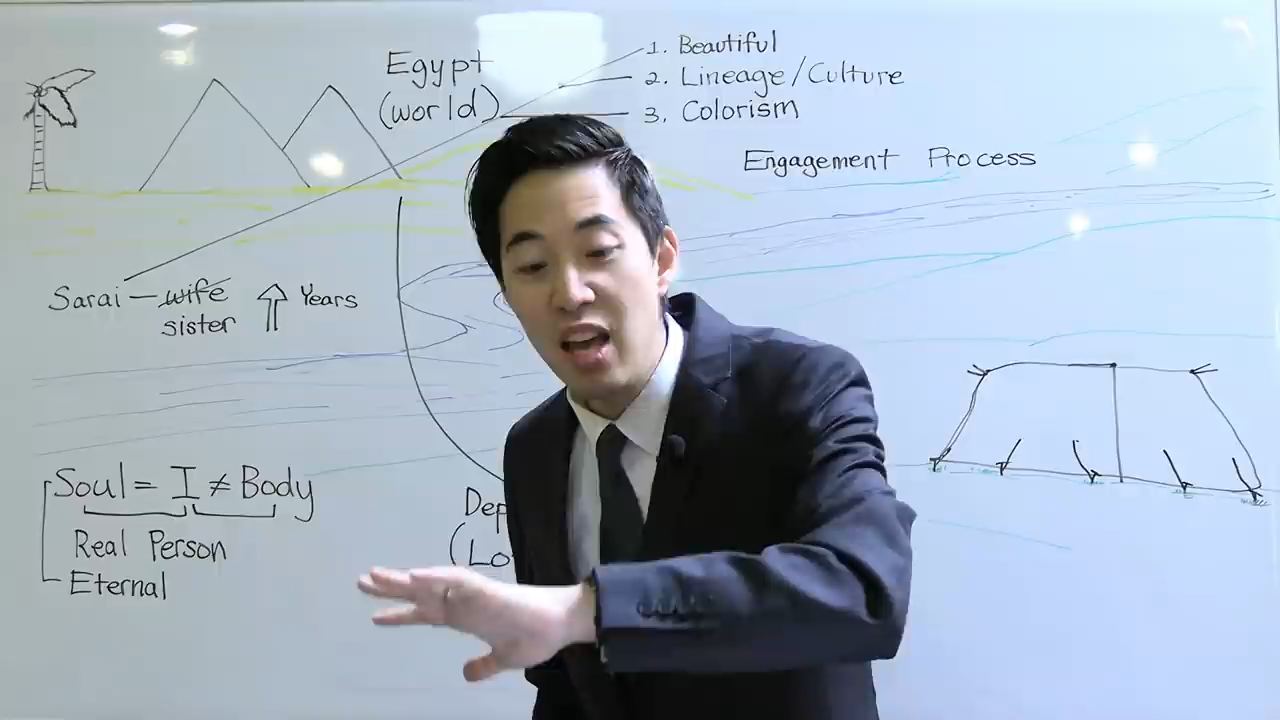 Egypt
(world)
1. Beautiful
2. Lineage/Culture
3. Colorism
Engagement Process
Sarai — wife
sister
Years
Soul = I ≠ Body
Real Person
Eternal